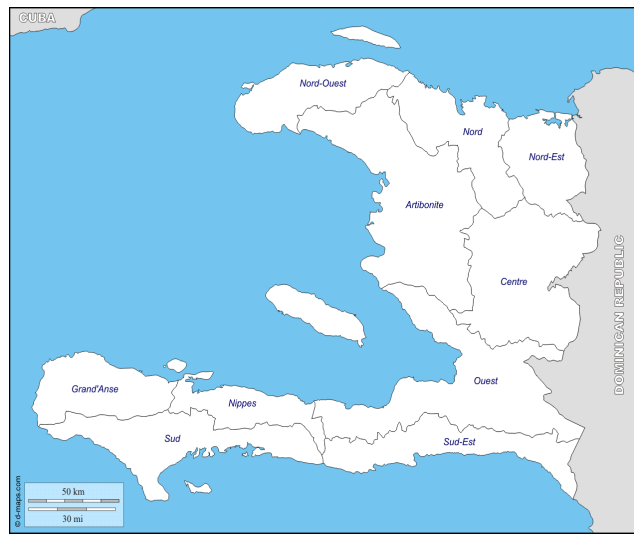 CUBA
Nord-Ouest
Nord
Nord-Est
Artibonite
DOMINICAN REPUBLIC
Centre
Ouest
Grand'Anse
Nippes
Sud
Sud-Est
50 km
30 mi
© d-maps.com